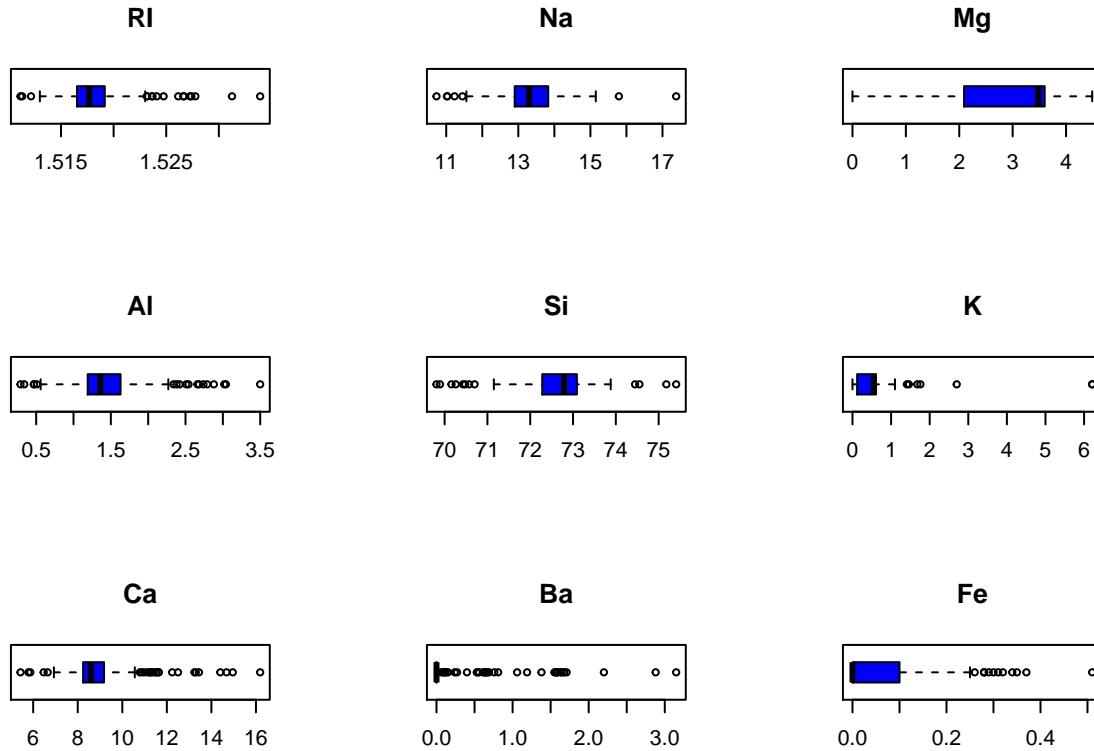 RI Na Mg
1.515 1.525 11 13 15 17 0 1 2 3 4
Al Si K
0.5 1.5 2.5 3.5 70 71 72 73 74 75 0 1 2 3 4 5 6
Ca Ba Fe
6 8 10 12 14 16 0.0 1.0 2.0 3.0 0.0 0.2 0.4